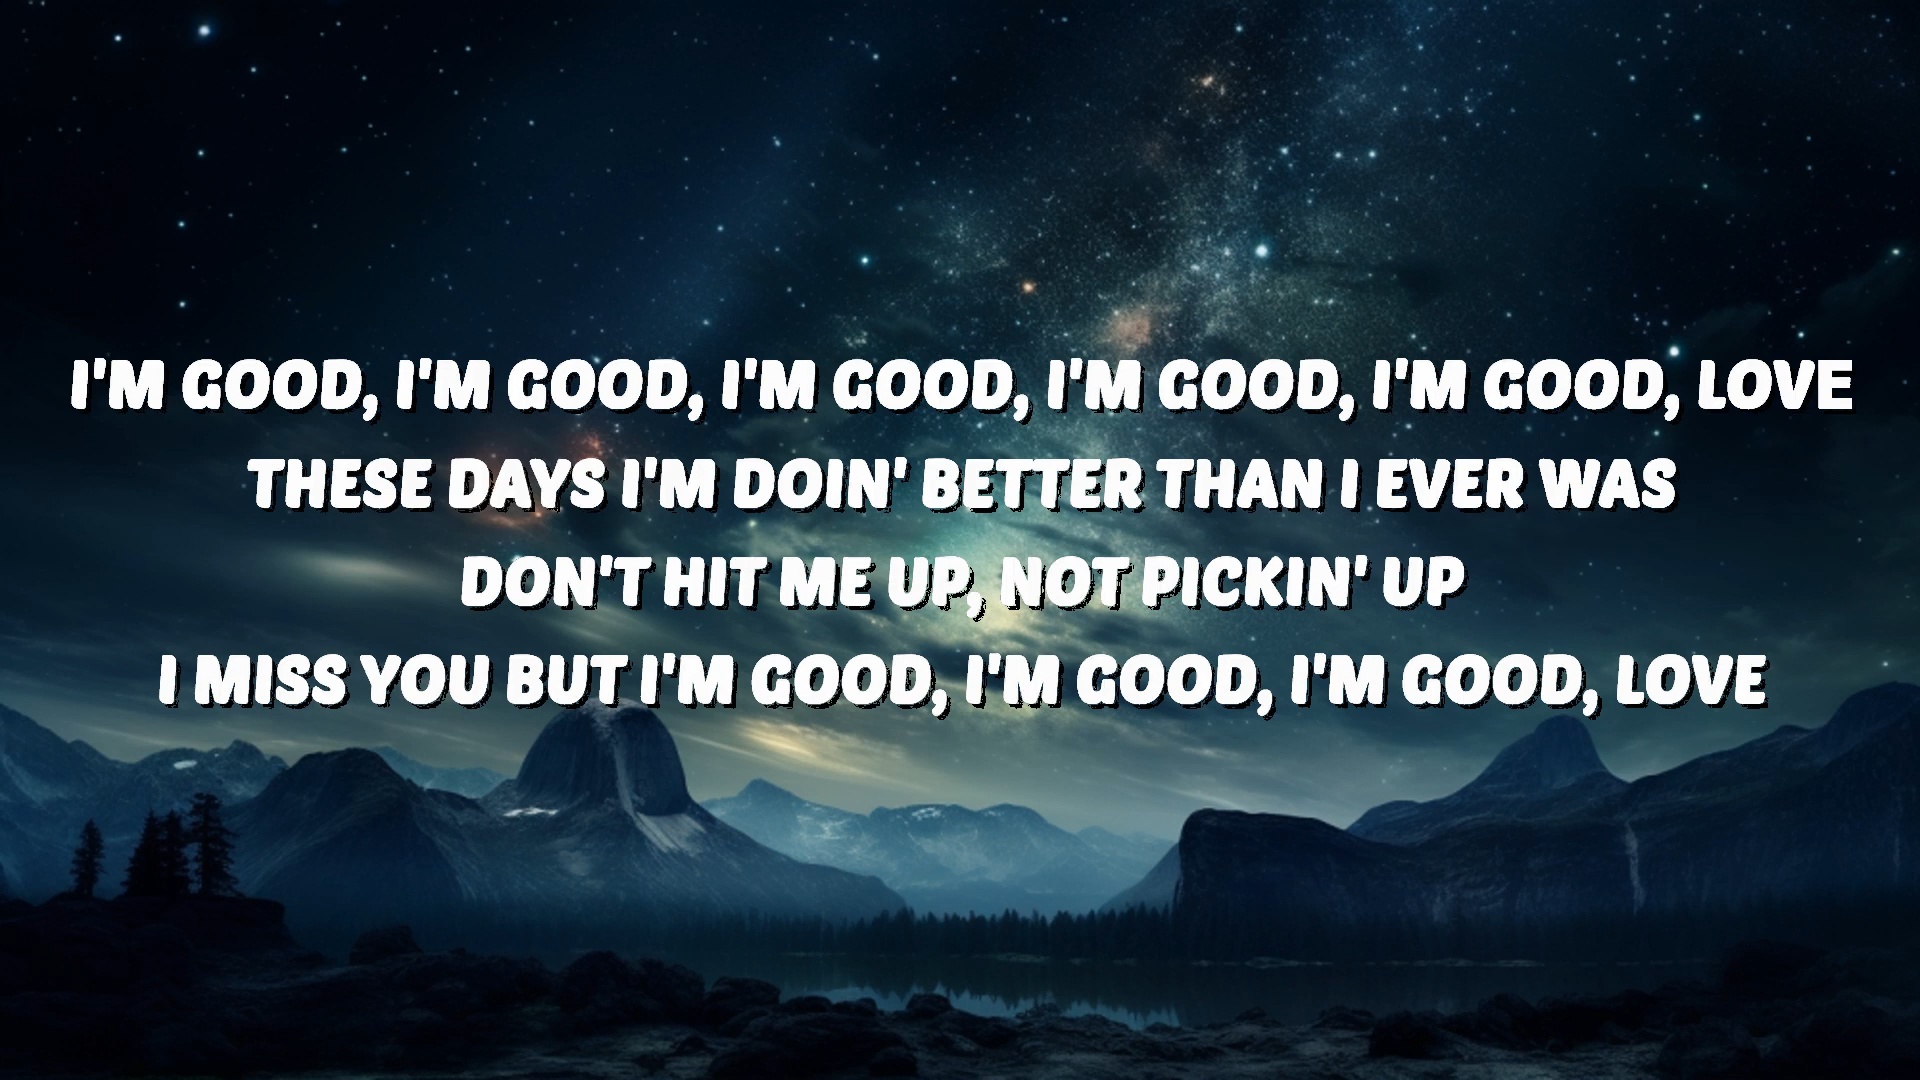 I'M GOOD, I'M GOOD, I'M GOOD, I'M GOOD, I'M GOOD, LOVE
THESE DAYS I'M DOIN' BETTER THAN I EVER WAS
DON'T HIT ME UP, NOT PICKIN' UP
I MISS YOU BUT I'M GOOD, I'M GOOD, I'M GOOD, LOVE